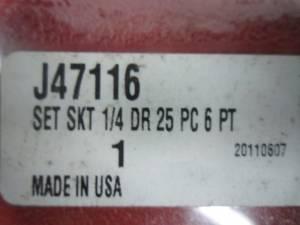 J47116
SET SKT 1/4 DR 25 PC 6 PT
1 20110607
MADE IN USA